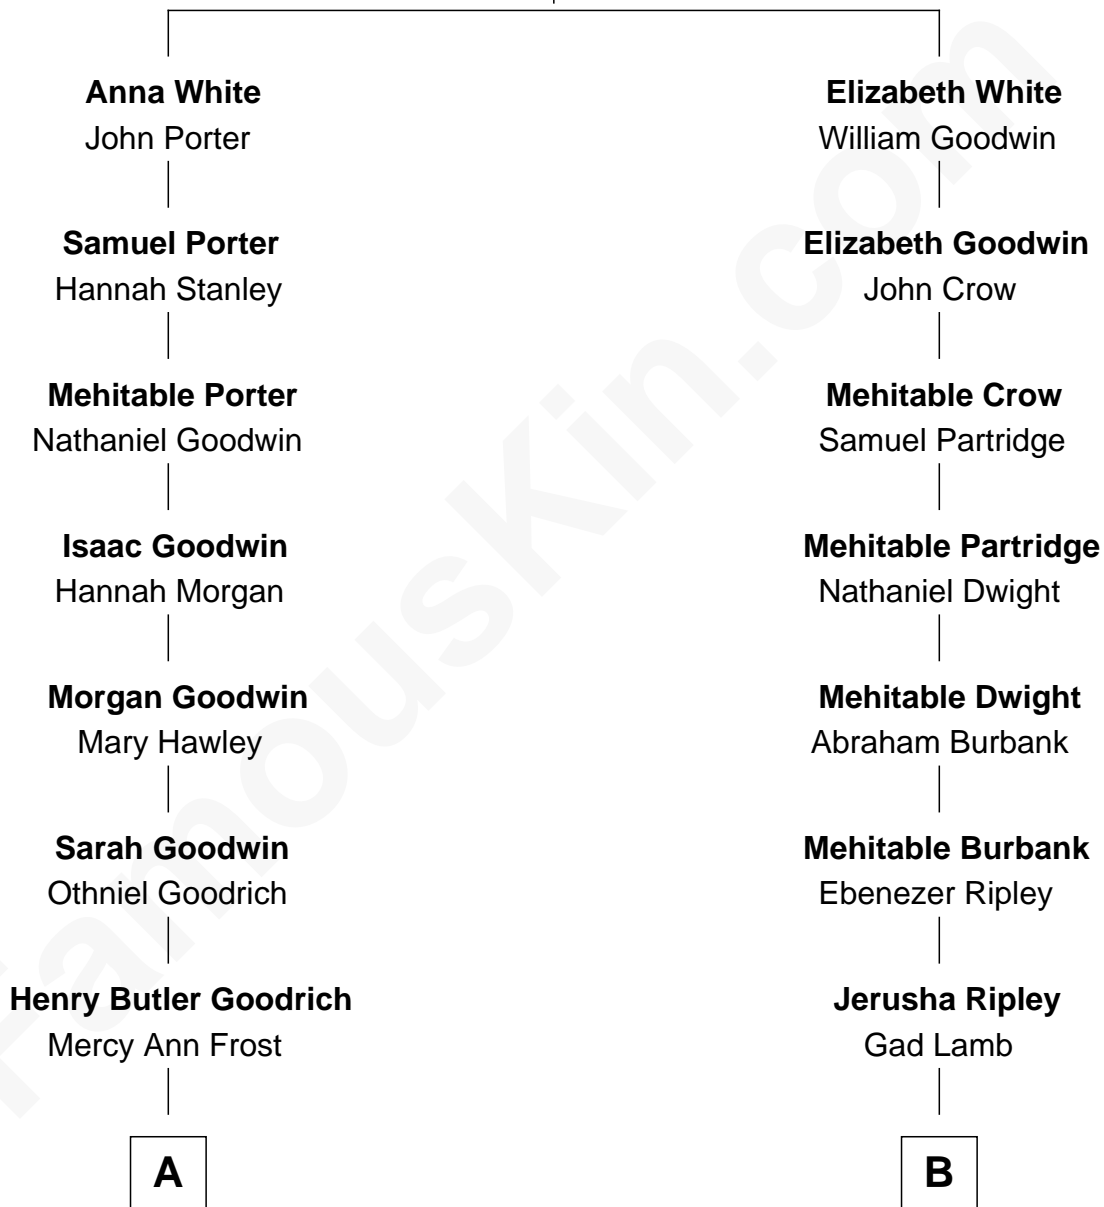 Anna White
John Porter
Samuel Porter
Hannah Stanley
Mehitable Porter
Nathaniel Goodwin
Isaac Goodwin
Hannah Morgan
Morgan Goodwin
Mary Hawley
Sarah Goodwin
Othniel Goodrich
Henry Butler Goodrich
Mercy Ann Frost
A
Elizabeth White
William Goodwin
Elizabeth Goodwin
John Crow
Mehitable Crow
Samuel Partridge
Mehitable Partridge
Nathaniel Dwight
Mehitable Dwight
Abraham Burbank
Mehitable Burbank
Ebenezer Ripley
Jerusha Ripley
Gad Lamb
B
FamousKin.com